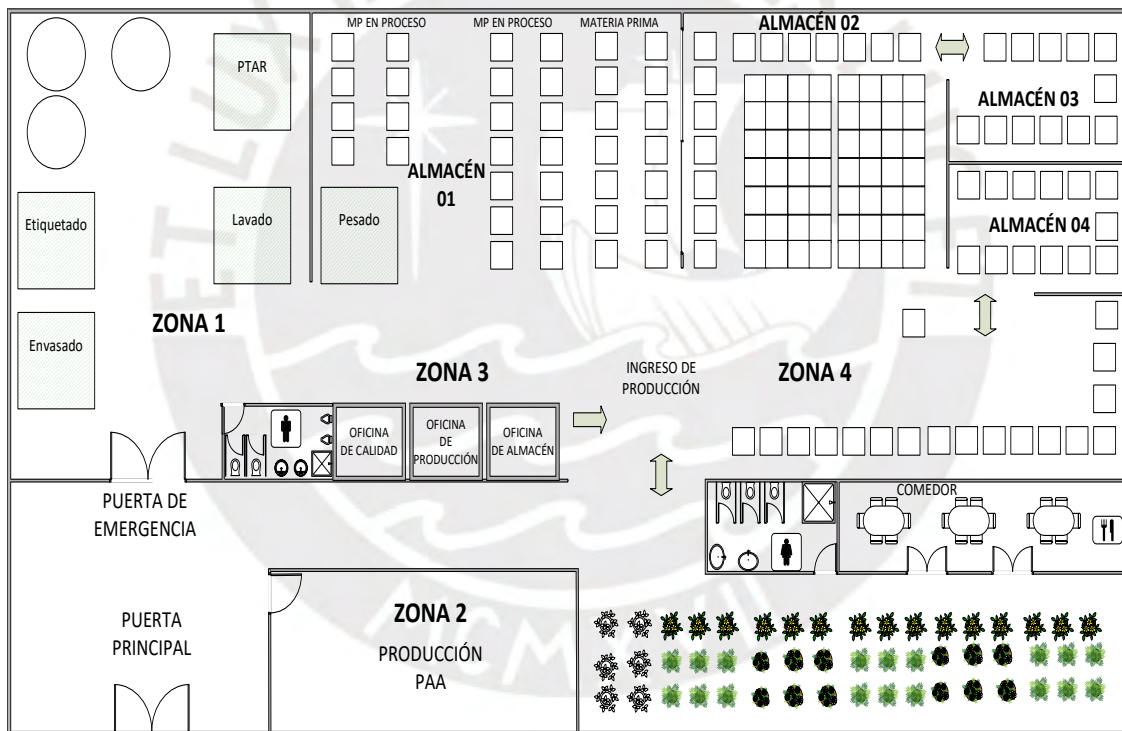 MP EN PROCESO
MP EN PROCESO
MATERIA PRIMA
ALMACÉN 02
PTAR
ALMACÉN 03
ALMACÉN
01
Etiquetado
Lavado
Pesado
ALMACÉN 04
ZONA 1
Envasado
ZONA 3
INGRESO DE
PRODUCCIÓN
ZONA 4
OFICINA
DE CALIDAD
OFICINA
DE
PRODUCCIÓN
OFICINA
DE ALMACÉN
PUERTA DE
EMERGENCIA
COMEDOR
PUERTA
PRINCIPAL
ZONA 2
PRODUCCIÓN
PAA
ET LUX